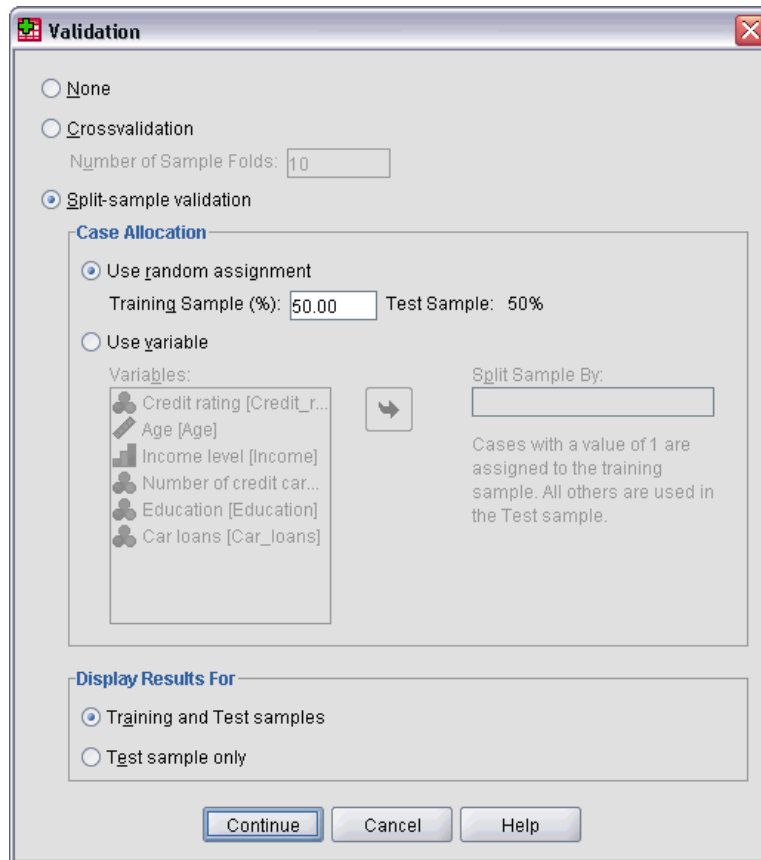 Validation
None
Crossvalidation
Number of Sample Folds: 10
Split-sample validation
Case Allocation
Use random assignment
Training Sample (%): 50.00 Test Sample: 50%
Use variable
Variables:
Credit rating [Credit_r...
Age [Age]
Income level [Income]
Number of credit car...
Education [Education]
Car loans [Car_loans]
Split Sample By:
Cases with a value of 1 are
assigned to the training
sample. All others are used in
the Test sample.
Display Results For
Training and Test samples
Test sample only
Continue Cancel Help